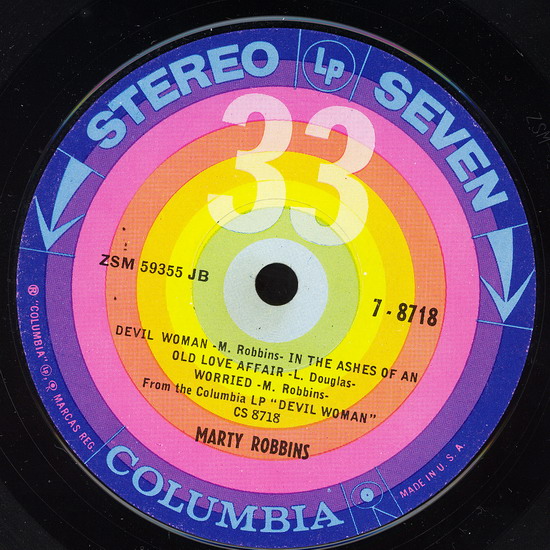 STEREO Lp SEVEN
33
ZSM 59355 JB
7-8718
DEVIL WOMAN -M. Robbins- IN THE ASHES OF AN
OLD LOVE AFFAIR -L. Douglas-
WORRIED -M. Robbins-
From the Columbia LP "DEVIL WOMAN"
CS 8718
MARTY ROBBINS
COLUMBIA
® "COLUMBIA", Lp, MARCAS REG.
MADE IN U.S.A.
ZSM